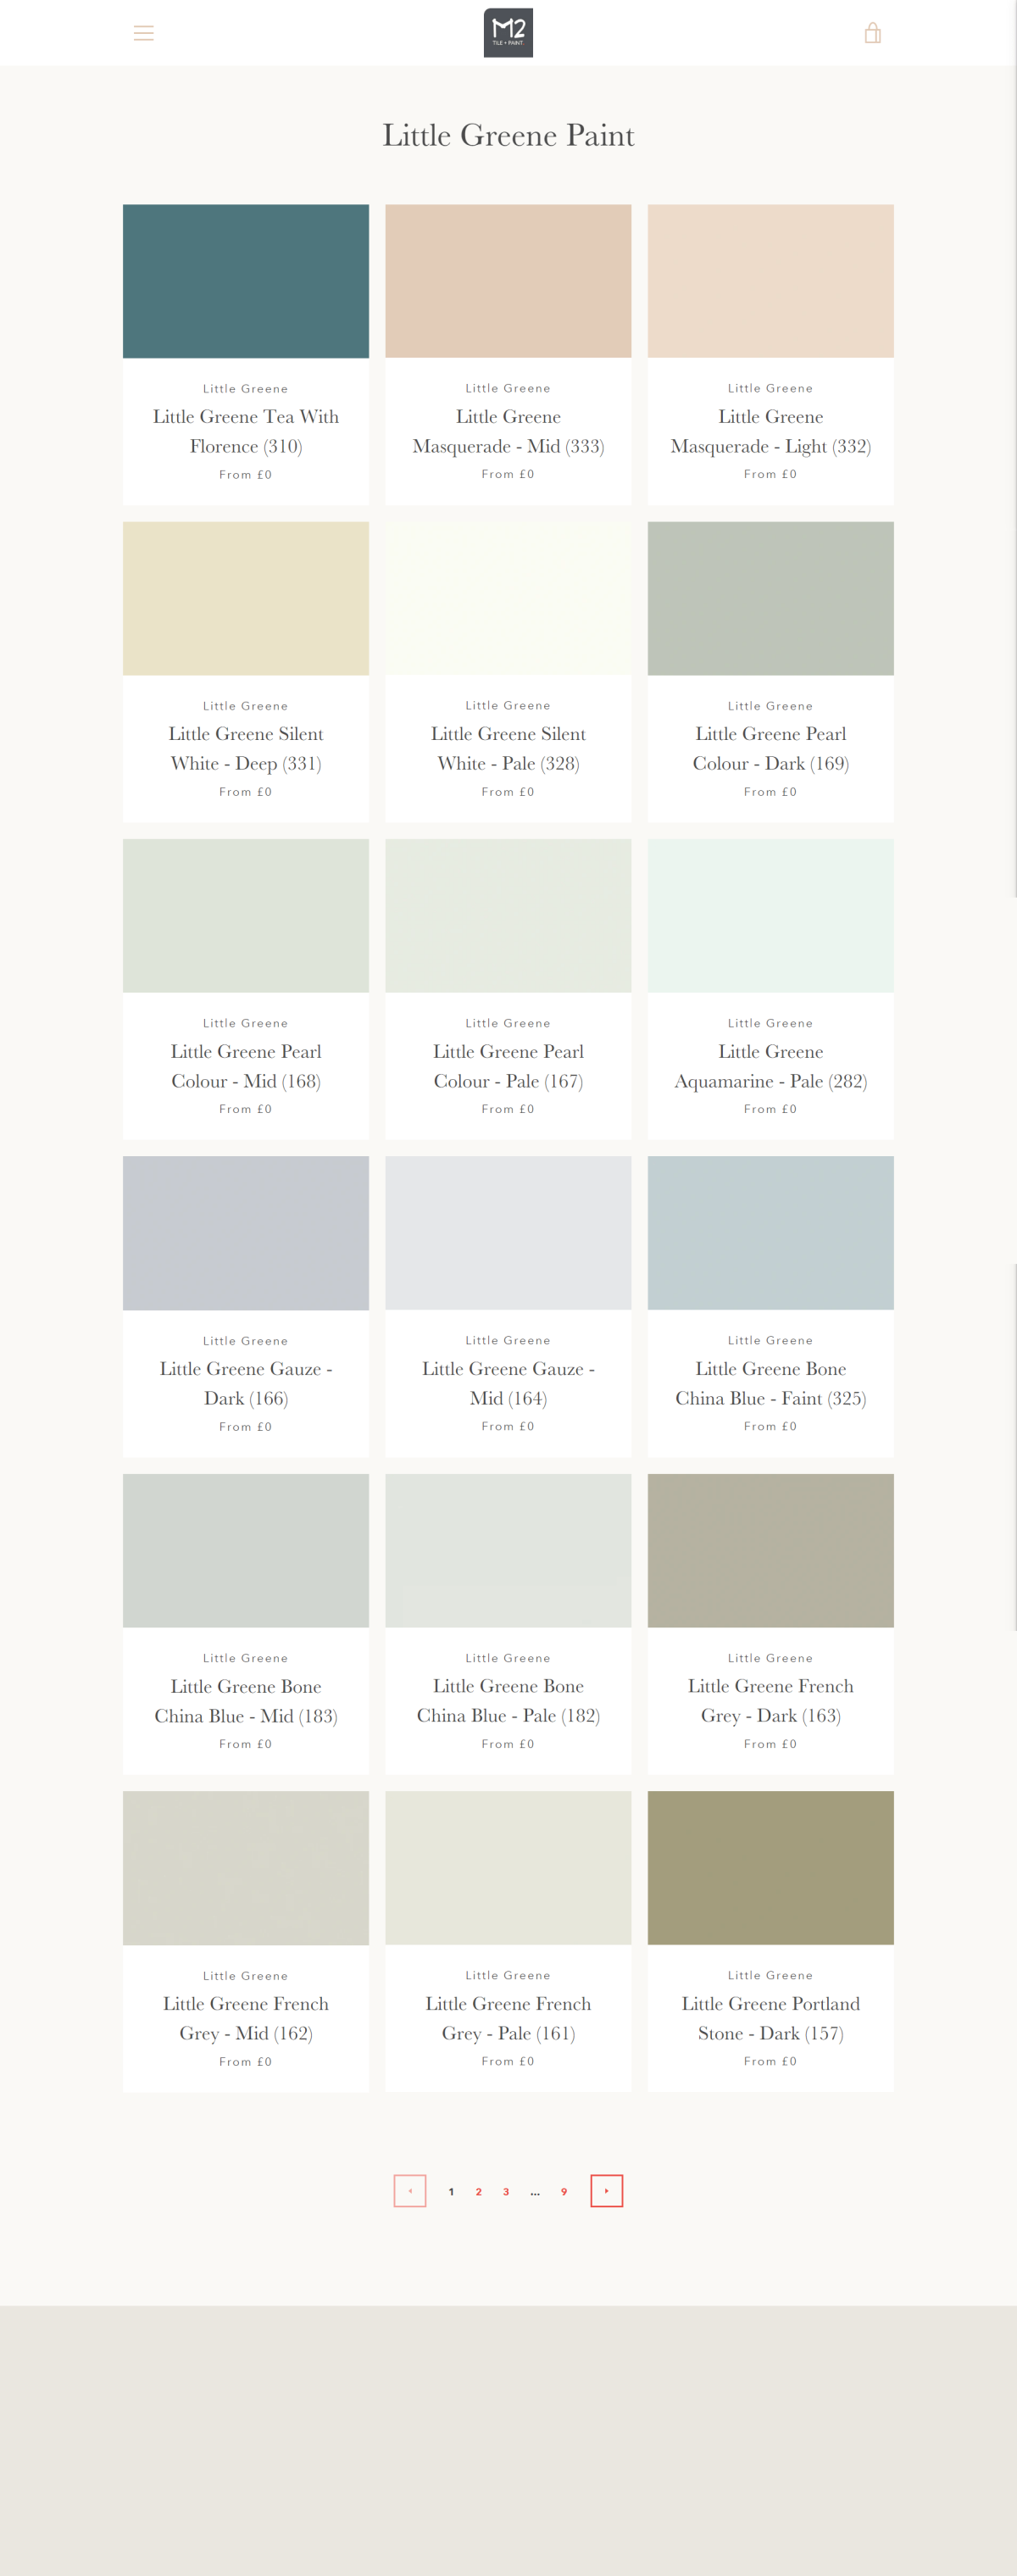 M2
TILE + PAINT.
Little Greene Paint
Little Greene
Little Greene Tea With
Florence (310)
From £0
Little Greene
Little Greene
Masquerade - Mid (333)
From £0
Little Greene
Little Greene
Masquerade - Light (332)
From £0
Little Greene
Little Greene Silent
White - Deep (331)
From £0
Little Greene
Little Greene Silent
White - Pale (328)
From £0
Little Greene
Little Greene Pearl
Colour - Dark (169)
From £0
Little Greene
Little Greene Pearl
Colour - Mid (168)
From £0
Little Greene
Little Greene Pearl
Colour - Pale (167)
From £0
Little Greene
Little Greene
Aquamarine - Pale (282)
From £0
Little Greene
Little Greene Gauze -
Dark (166)
From £0
Little Greene
Little Greene Gauze -
Mid (164)
From £0
Little Greene
Little Greene Bone
China Blue - Faint (325)
From £0
Little Greene
Little Greene Bone
China Blue - Mid (183)
From £0
Little Greene
Little Greene Bone
China Blue - Pale (182)
From £0
Little Greene
Little Greene French
Grey - Dark (163)
From £0
Little Greene
Little Greene French
Grey - Mid (162)
From £0
Little Greene
Little Greene French
Grey - Pale (161)
From £0
Little Greene
Little Greene Portland
Stone - Dark (157)
From £0
1 2 3 ... 9